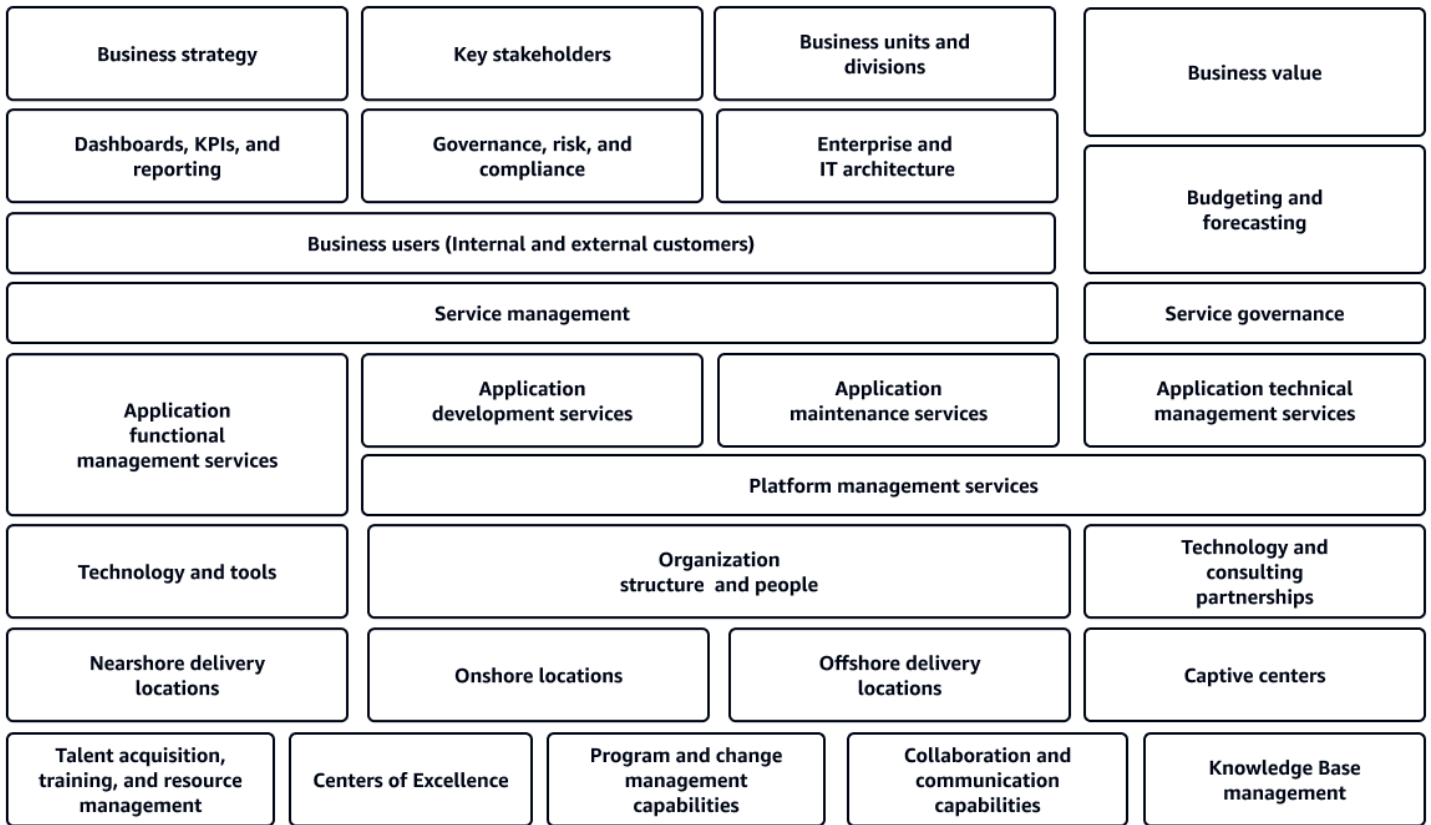 Business strategy
Key stakeholders
Business units and
divisions
Business value
Dashboards, KPIs, and
reporting
Governance, risk, and
compliance
Enterprise and
IT architecture
Budgeting and
forecasting
Business users (Internal and external customers)
Service management
Service governance
Application
functional
management services
Application
development services
Application
maintenance services
Application technical
management services
Platform management services
Technology and tools
Organization
structure  and people
Technology and
consulting
partnerships
Nearshore delivery
locations
Onshore locations
Offshore delivery
locations
Captive centers
Talent acquisition,
training, and resource
management
Centers of Excellence
Program and change
management
capabilities
Collaboration and
communication
capabilities
Knowledge Base
management